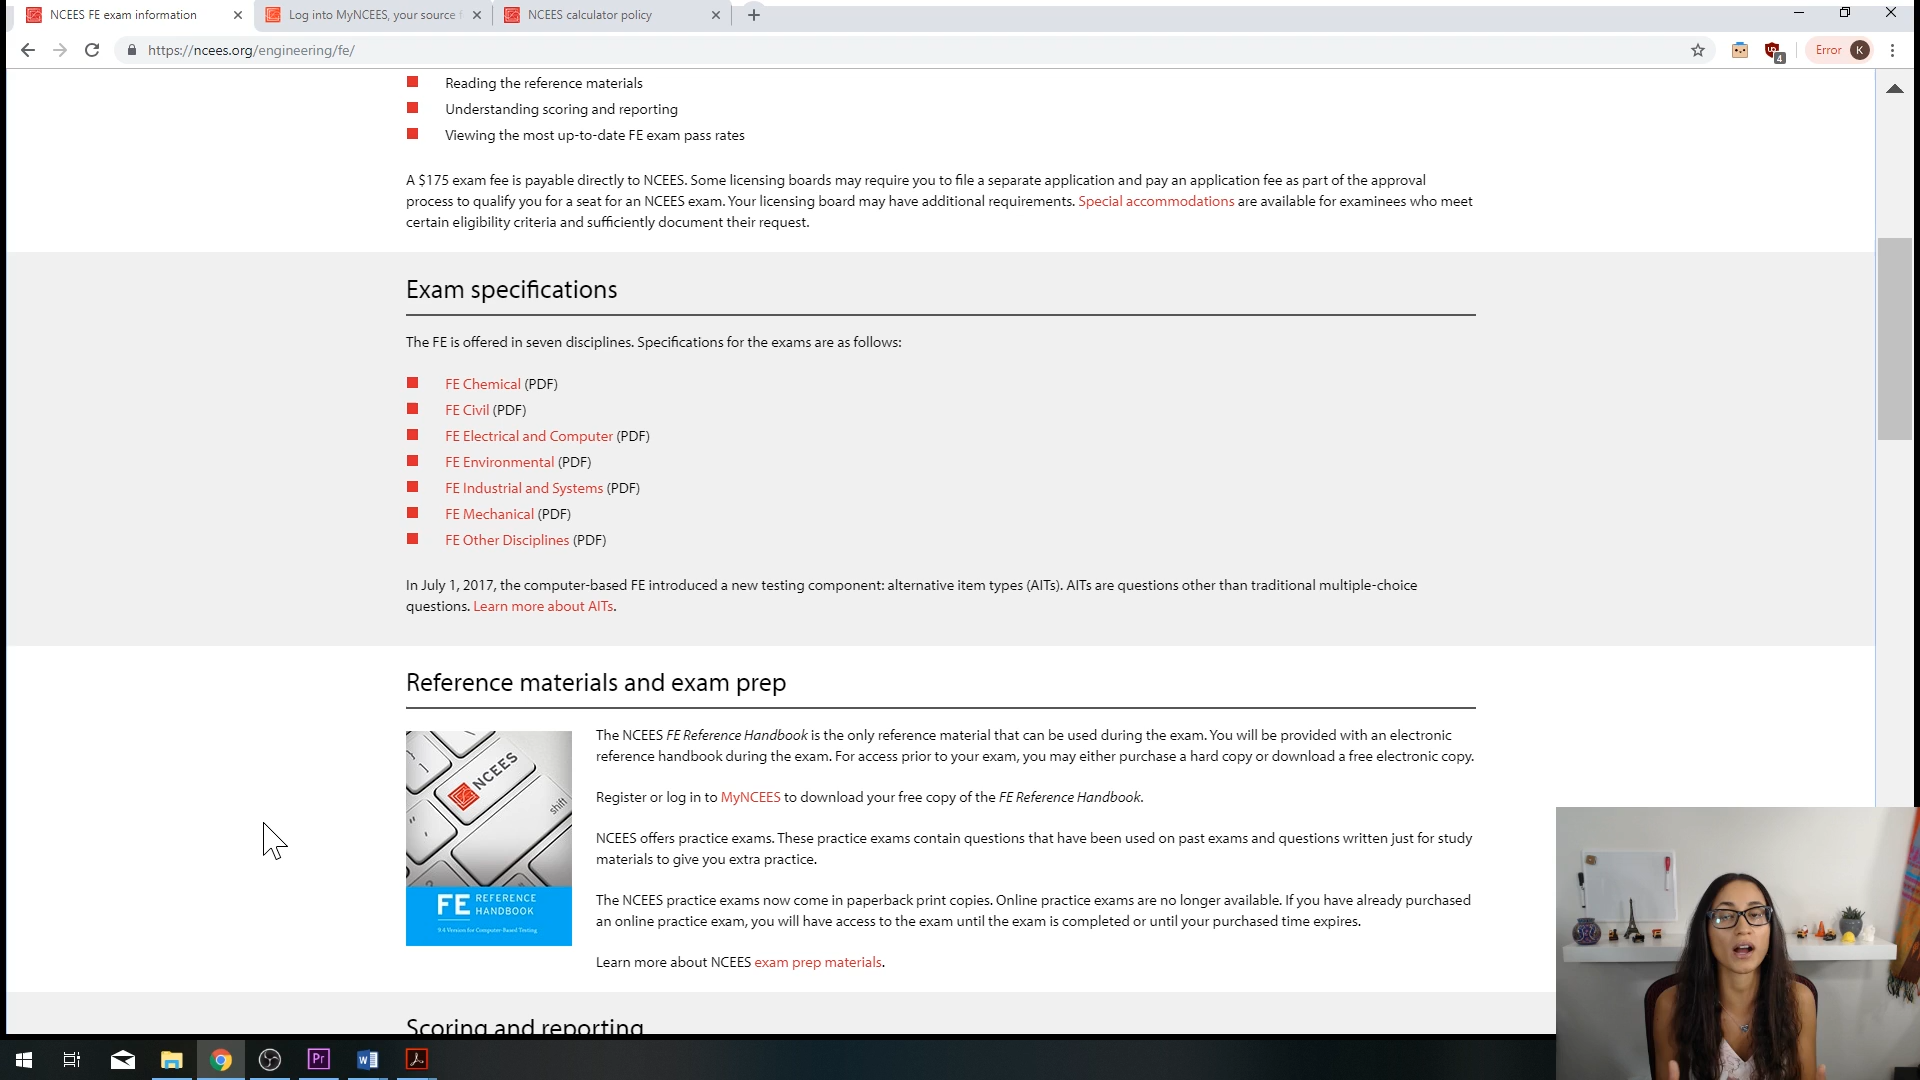 NCEES FE exam information
Log into MyNCEES, your source
NCEES calculator policy
https://ncees.org/engineering/fe/
4
Error K
Reading the reference materials
Understanding scoring and reporting
Viewing the most up-to-date FE exam pass rates
A $175 exam fee is payable directly to NCEES. Some licensing boards may require you to file a separate application and pay an application fee as part of the approval
process to qualify you for a seat for an NCEES exam. Your licensing board may have additional requirements. Special accommodations are available for examinees who meet
certain eligibility criteria and sufficiently document their request.
Exam specifications
The FE is offered in seven disciplines. Specifications for the exams are as follows:
FE Chemical (PDF)
FE Civil (PDF)
FE Electrical and Computer (PDF)
FE Environmental (PDF)
FE Industrial and Systems (PDF)
FE Mechanical (PDF)
FE Other Disciplines (PDF)
In July 1, 2017, the computer-based FE introduced a new testing component: alternative item types (AITs). AITs are questions other than traditional multiple-choice
questions. Learn more about AITs.
Reference materials and exam prep
The NCEES FE Reference Handbook is the only reference material that can be used during the exam. You will be provided with an electronic
reference handbook during the exam. For access prior to your exam, you may either purchase a hard copy or download a free electronic copy.
Register or log in to MyNCEES to download your free copy of the FE Reference Handbook.
NCEES offers practice exams. These practice exams contain questions that have been used on past exams and questions written just for study
materials to give you extra practice.
The NCEES practice exams now come in paperback print copies. Online practice exams are no longer available. If you have already purchased
an online practice exam, you will have access to the exam until the exam is completed or until your purchased time expires.
Learn more about NCEES exam prep materials.
NCEES
shift
FE REFERENCE
HANDBOOK
9.4 Version for Computer-Based Testing
Scoring and reporting
Pr
W